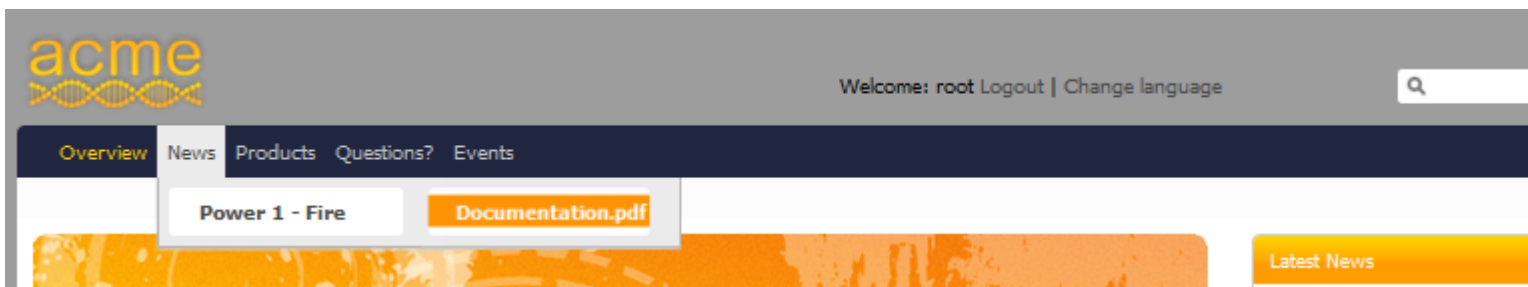 acme
Welcome: root Logout | Change language
Overview News Products Questions? Events
Power 1 - Fire Documentation.pdf
Latest News